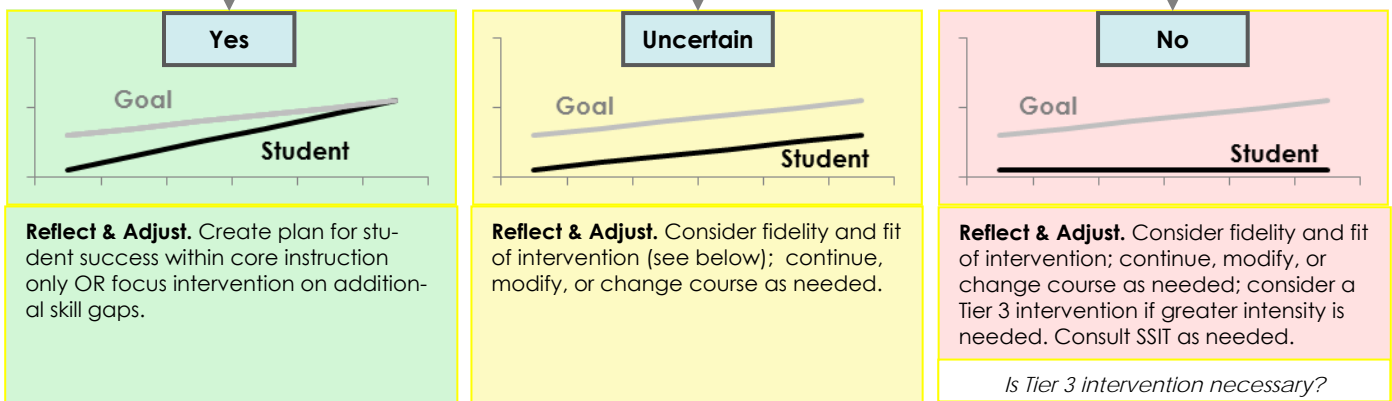 Yes
Goal
Student
Reflect & Adjust. Create plan for stu-
dent success within core instruction
only OR focus intervention on addition-
al skill gaps.
Uncertain
Goal
Student
Reflect & Adjust. Consider fidelity and fit
of intervention (see below);  continue,
modify, or change course as needed.
No
Goal
Student
Reflect & Adjust. Consider fidelity and fit
of intervention; continue, modify, or
change course as needed; consider a
Tier 3 intervention if greater intensity is
needed. Consult SSIT as needed.
Is Tier 3 intervention necessary?